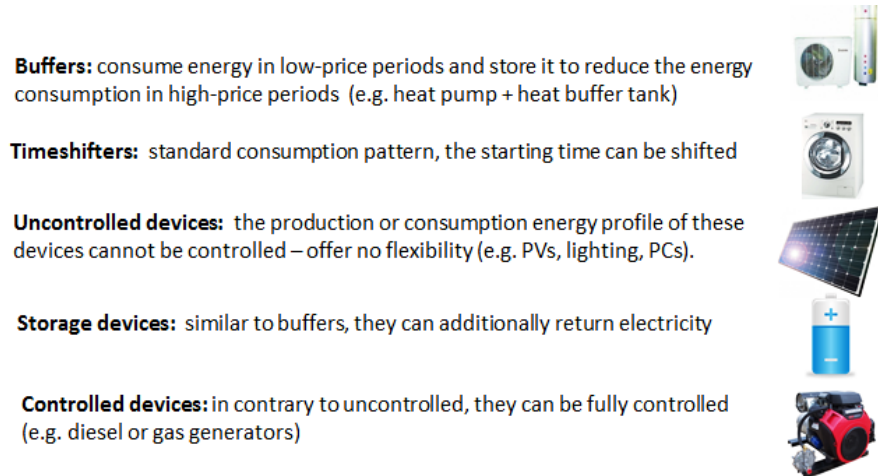 Buffers: consume energy in low-price periods and store it to reduce the energy
consumption in high-price periods (e.g. heat pump + heat buffer tank)
Timeshifters: standard consumption pattern, the starting time can be shifted
Uncontrolled devices: the production or consumption energy profile of these
devices cannot be controlled – offer no flexibility (e.g. PVs, lighting, PCs).
Storage devices: similar to buffers, they can additionally return electricity
Controlled devices: in contrary to uncontrolled, they can be fully controlled
(e.g. diesel or gas generators)